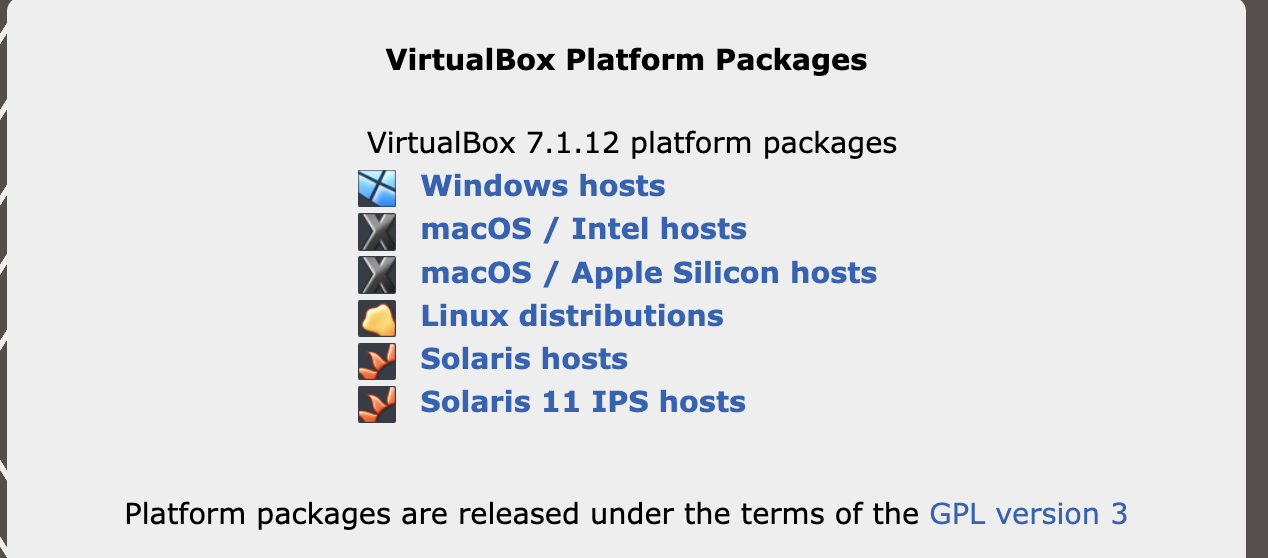 VirtualBox Platform Packages
VirtualBox 7.1.12 platform packages
Windows hosts
macOS / Intel hosts
macOS / Apple Silicon hosts
Linux distributions
Solaris hosts
Solaris 11 IPS hosts
Platform packages are released under the terms of the GPL version 3